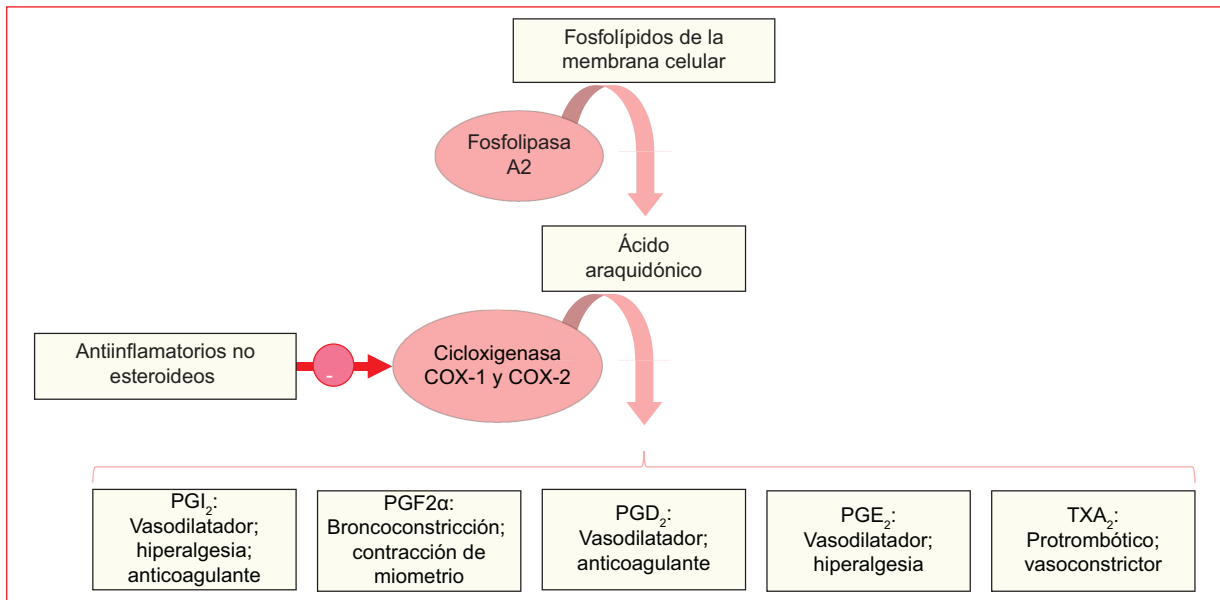 Fosfolípidos de la
membrana celular
Fosfolipasa
A2
Ácido
araquidónico
Antiinflamatorios no
esteroideos
-
Cicloxigenasa
COX-1 y COX-2
PGI₂:
Vasodilatador;
hiperalgesia;
anticoagulante
PGF2α:
Broncoconstricción;
contracción de
miometrio
PGD₂:
Vasodilatador;
anticoagulante
PGE₂:
Vasodilatador;
hiperalgesia
TXA₂:
Protrombótico;
vasoconstrictor